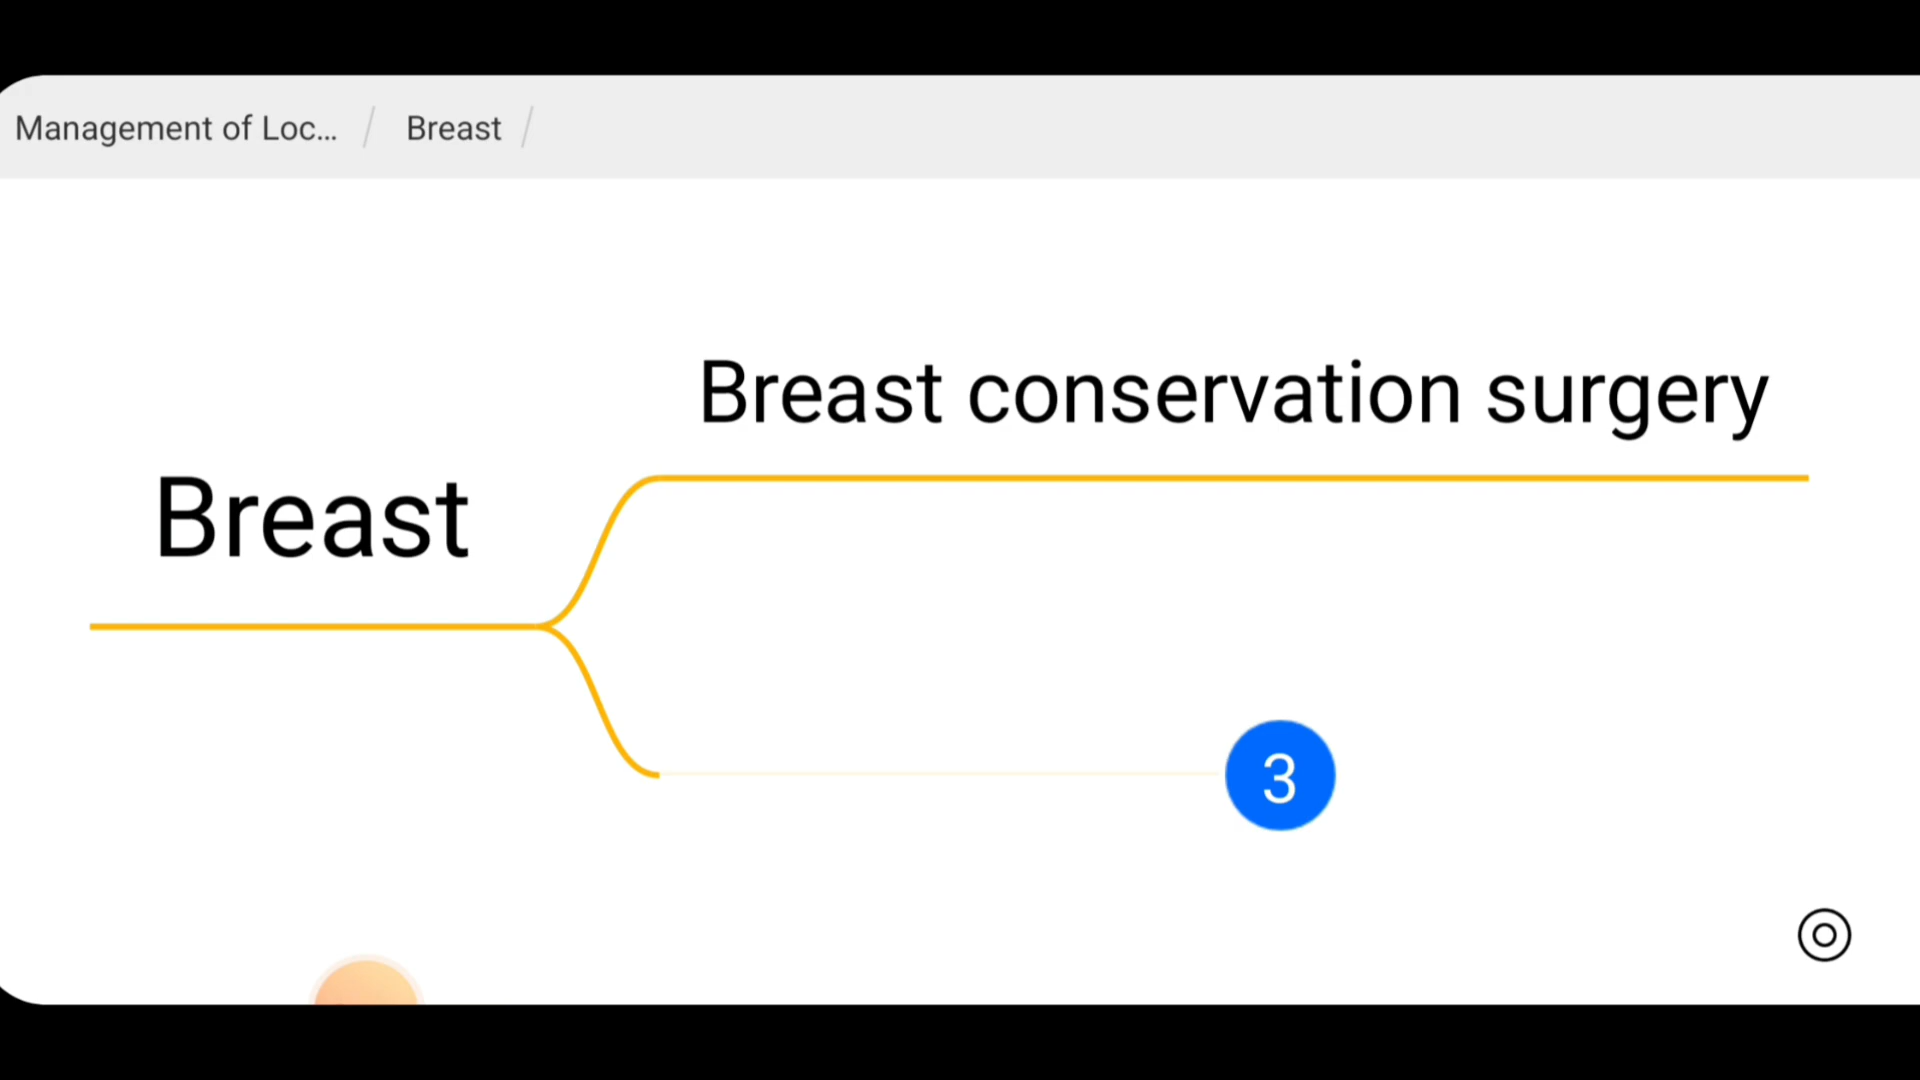 Management of Loc... / Breast /
Breast conservation surgery
Breast
3